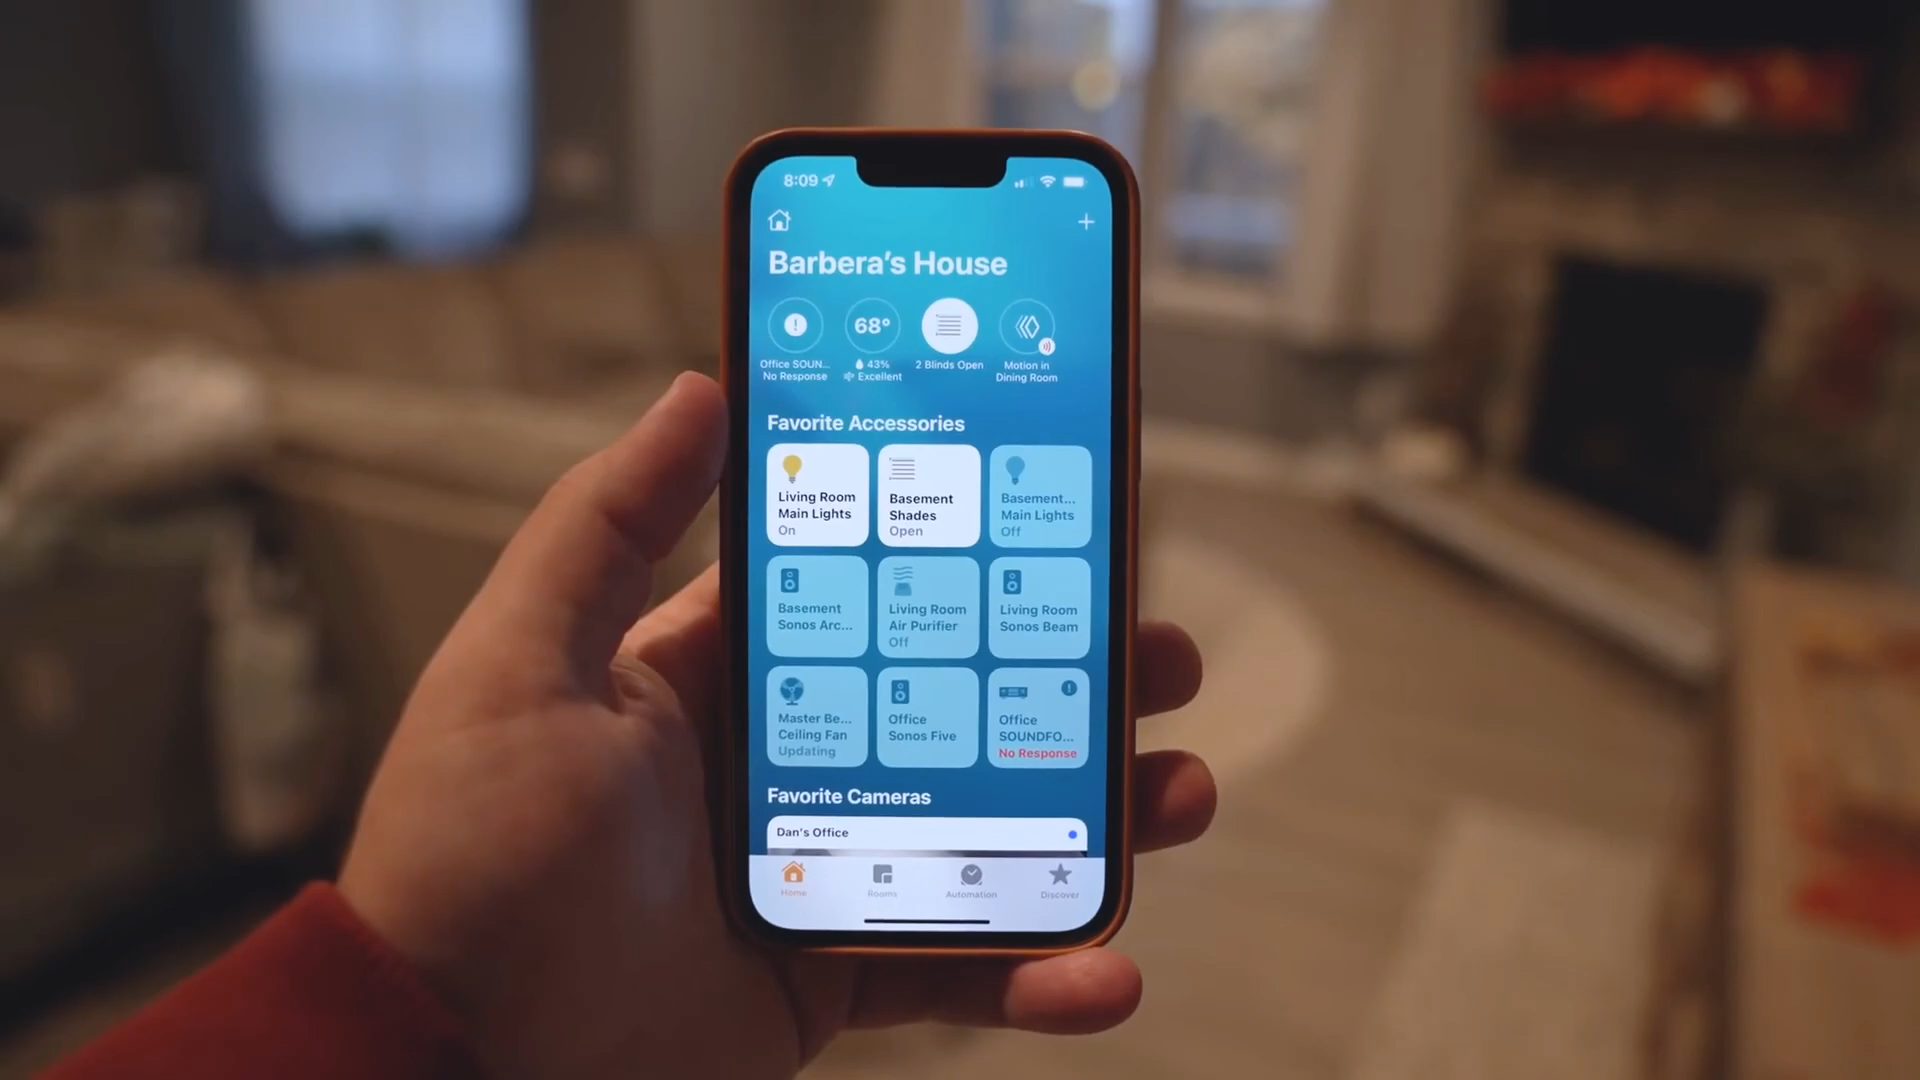 8:09
Barbera's House
68°
Office SOUN...
No Response
43%
Excellent
2 Blinds Open
Motion in
Dining Room
Favorite Accessories
Living Room
Main Lights
On
Basement
Shades
Open
Basement...
Main Lights
Off
Basement
Sonos Arc...
Living Room
Air Purifier
Off
Living Room
Sonos Beam
Master Be...
Ceiling Fan
Updating
Office
Sonos Five
Office
SOUNDFO...
No Response
Favorite Cameras
Dan's Office
Home
Rooms
Automation
Discover